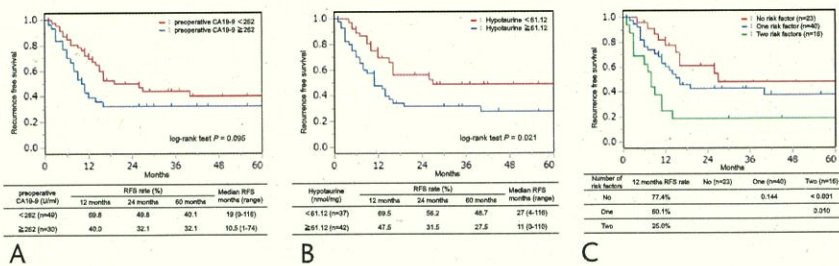 preoperative CA19-9 <262
preoperative CA19-9 ≧262
1.0
0.8
0.6
0.4
0.2
0.0
Recurrence free survival
log-rank test P = 0.095
0 12 24 36 48 60
Months
preoperative CA19-9 (U/ml)
RFS rate (%)
Median RFS months (range)
12 months 24 months 60 months
<262 (n=49) 69.8 49.8 40.1 19 (3-116)
≧262 (n=30) 40.0 32.1 32.1 10.5 (1-74)
A
Hypotaurine <61.12
Hypotaurine ≧61.12
1.0
0.8
0.6
0.4
0.2
0.0
Recurrence free survival
log-rank test P = 0.021
0 12 24 36 48 60
Months
Hypotaurine (nmol/mg)
RFS rate (%)
Median RFS months (range)
12 months 24 months 60 months
<61.12 (n=37) 69.5 56.2 48.7 27 (4-116)
≧61.12 (n=42) 47.5 31.5 27.5 11 (3-110)
B
No risk factor (n=23)
One risk factor (n=40)
Two risk factors (n=16)
1.0
0.8
0.6
0.4
0.2
0.0
Recurrence free survival
0 12 24 36 48 60
Months
Number of risk factors
12 months RFS rate No (n=23) One (n=40) Two (n=16)
No 77.4% 0.144 <0.001
One 60.1% 0.010
Two 25.0%
C